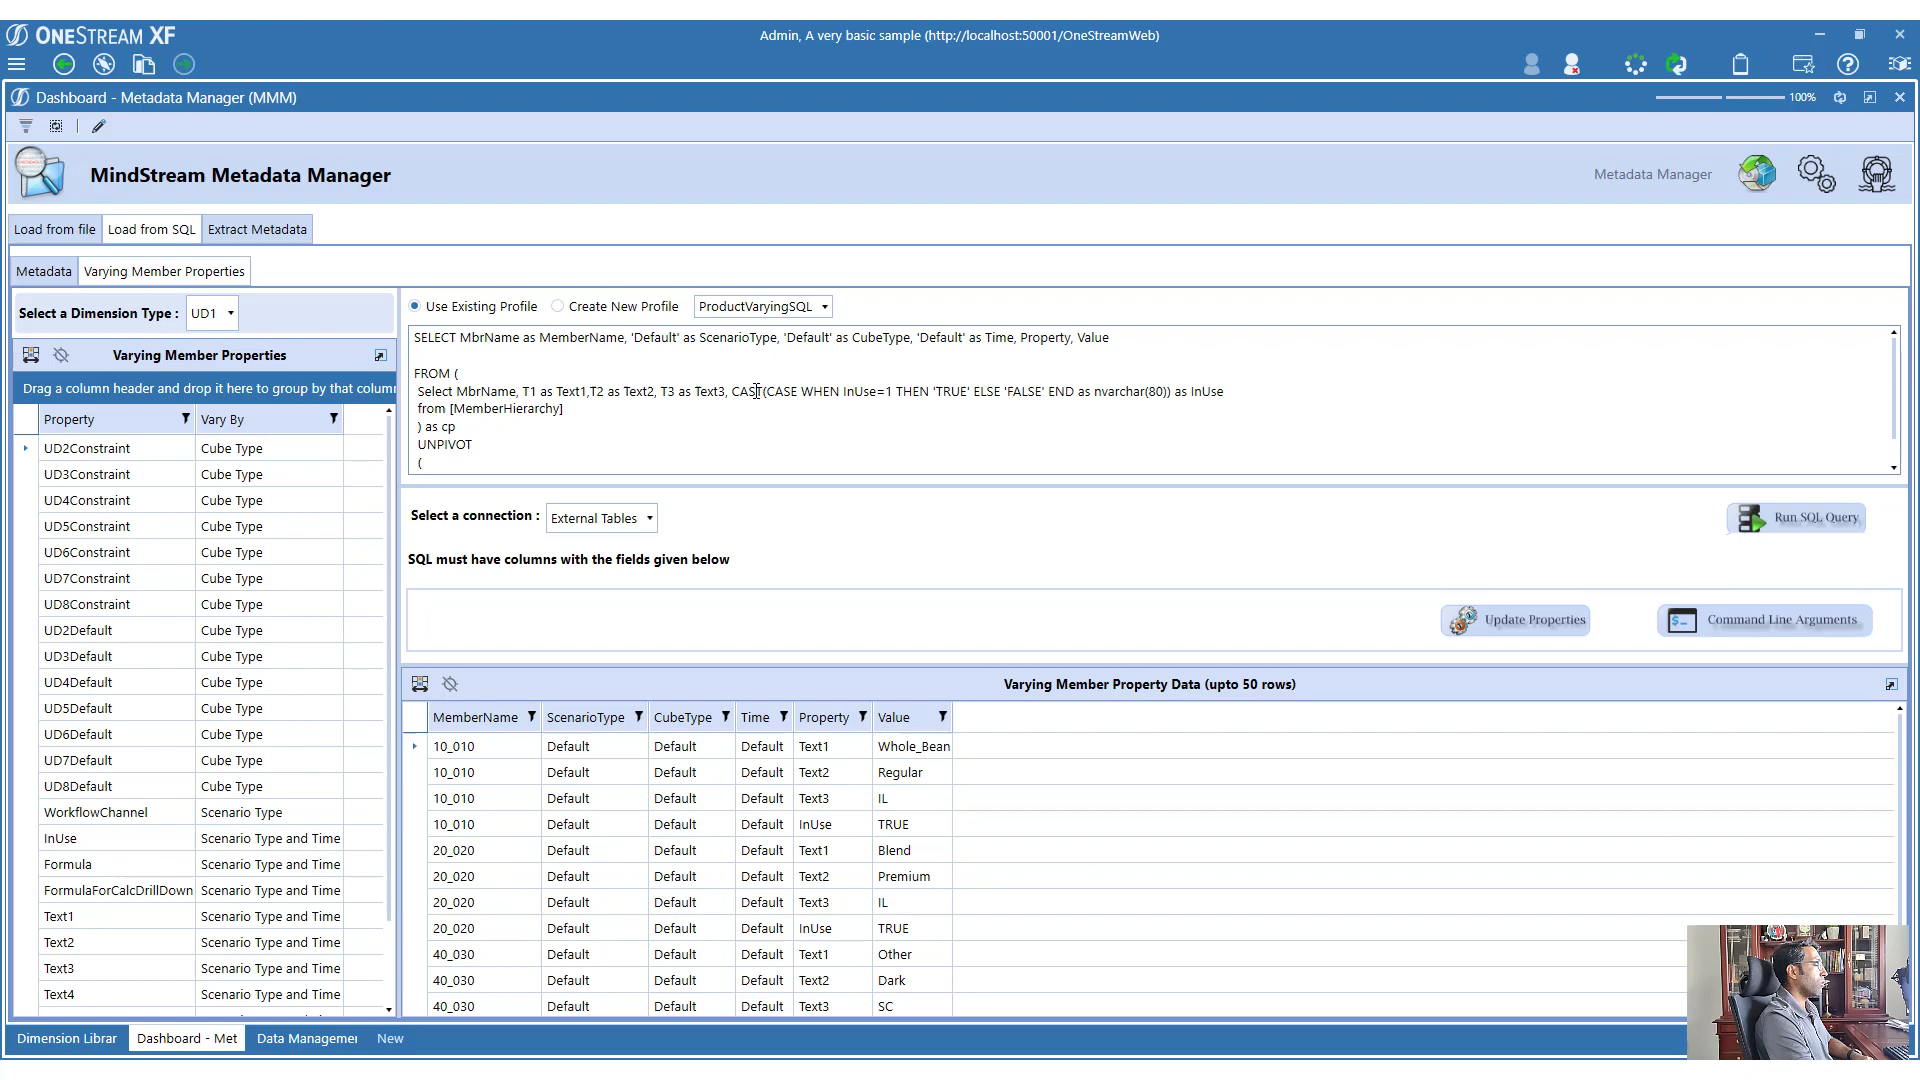 ONESTREAM XF
Admin, A very basic sample (http://localhost:50001/OneStreamWeb)
Dashboard - Metadata Manager (MMM)
100%
MindStream Metadata Manager
Metadata Manager
Load from file
Load from SQL
Extract Metadata
Metadata
Varying Member Properties
Select a Dimension Type :
UD1
Varying Member Properties
Drag a column header and drop it here to group by that colum
Property Vary By
UD2Constraint Cube Type
UD3Constraint Cube Type
UD4Constraint Cube Type
UD5Constraint Cube Type
UD6Constraint Cube Type
UD7Constraint Cube Type
UD8Constraint Cube Type
UD2Default Cube Type
UD3Default Cube Type
UD4Default Cube Type
UD5Default Cube Type
UD6Default Cube Type
UD7Default Cube Type
UD8Default Cube Type
WorkflowChannel Scenario Type
InUse Scenario Type and Time
Formula Scenario Type and Time
FormulaForCalcDrillDown Scenario Type and Time
Text1 Scenario Type and Time
Text2 Scenario Type and Time
Text3 Scenario Type and Time
Text4 Scenario Type and Time
Use Existing Profile
Create New Profile
ProductVaryingSQL
SELECT MbrName as MemberName, 'Default' as ScenarioType, 'Default' as CubeType, 'Default' as Time, Property, Value
FROM (
Select MbrName, T1 as Text1,T2 as Text2, T3 as Text3, CAST(CASE WHEN InUse=1 THEN 'TRUE' ELSE 'FALSE' END as nvarchar(80)) as InUse
from [MemberHierarchy]
) as cp
UNPIVOT
(
Select a connection :
External Tables
Run SQL Query
SQL must have columns with the fields given below
Update Properties
Command Line Arguments
Varying Member Property Data (upto 50 rows)
MemberName ScenarioType CubeType Time Property Value
10_010 Default Default Default Text1 Whole_Bean
10_010 Default Default Default Text2 Regular
10_010 Default Default Default Text3 IL
10_010 Default Default Default InUse TRUE
20_020 Default Default Default Text1 Blend
20_020 Default Default Default Text2 Premium
20_020 Default Default Default Text3 IL
20_020 Default Default Default InUse TRUE
40_030 Default Default Default Text1 Other
40_030 Default Default Default Text2 Dark
40_030 Default Default Default Text3 SC
Dimension Librar
Dashboard - Met
Data Managemer
New